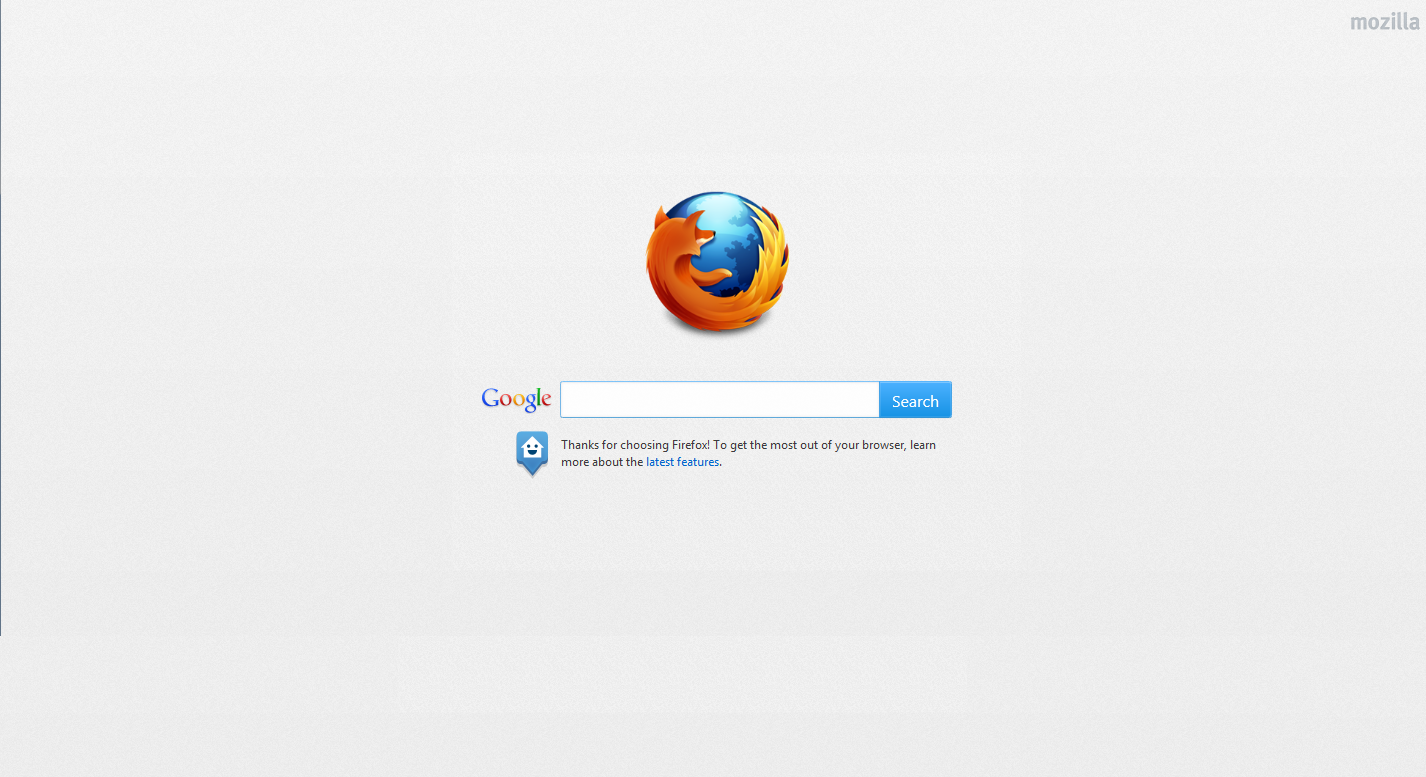 mozilla
Google
Search
Thanks for choosing Firefox! To get the most out of your browser, learn
more about the latest features.